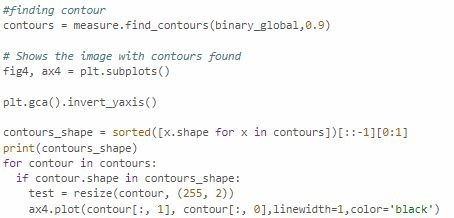 #finding contour
contours = measure.find_contours(binary_global,0.9)
# Shows the image with contours found
fig4, ax4 = plt.subplots()
plt.gca().invert_yaxis()
contours_shape = sorted([x.shape for x in contours])[::-1][0:1]
print(contours_shape)
for contour in contours:
  if contour.shape in contours_shape:
    test = resize(contour, (255, 2))
    ax4.plot(contour[:, 1], contour[:, 0],linewidth=1,color='black')